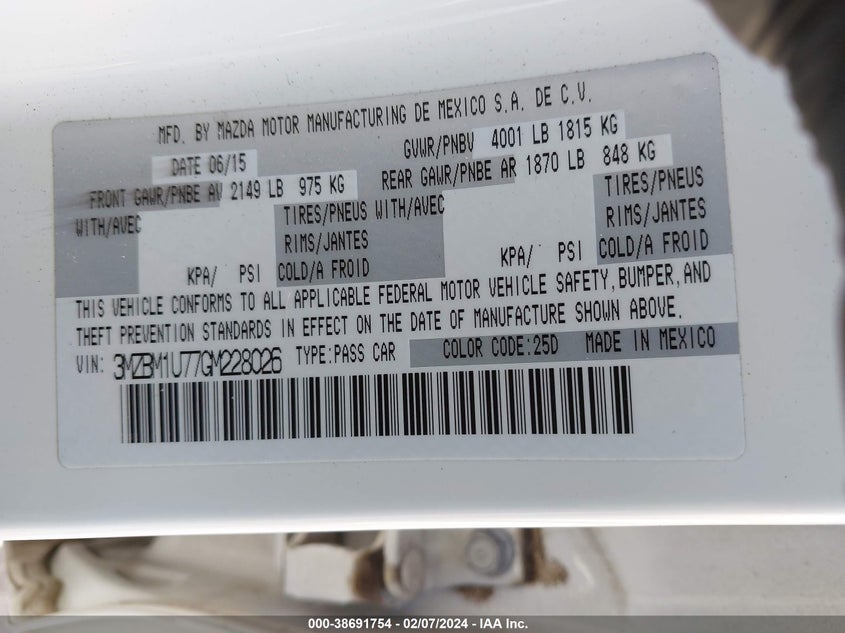 MFD. BY MAZDA MOTOR MANUFACTURING DE MEXICO S.A. DE C.V.
DATE 06/15 GVWR/PNBV 4001 LB 1815 KG
FRONT GAWR/PNBE AV 2149 LB 975 KG REAR GAWR/PNBE AR 1870 LB 848 KG
WITH/AVEC TIRES/PNEUS WITH/AVEC TIRES/PNEUS
RIMS/JANTES RIMS/JANTES
KPA/ PSI COLD/A FROID KPA/ PSI COLD/A FROID
THIS VEHICLE CONFORMS TO ALL APPLICABLE FEDERAL MOTOR VEHICLE SAFETY, BUMPER, AND
THEFT PREVENTION STANDARDS IN EFFECT ON THE DATE OF MANUFACTURE SHOWN ABOVE.
VIN: 3MZBM1U77GM228026 TYPE:PASS CAR COLOR CODE:25D MADE IN MEXICO
000-38691754 - 02/07/2024 - IAA Inc.